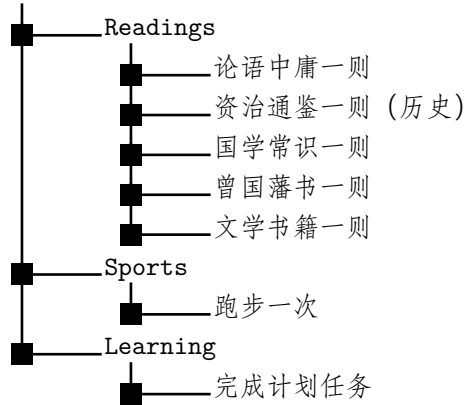 Readings
论语中庸一则
资治通鉴一则 (历史)
国学常识一则
曾国藩书一则
文学书籍一则
Sports
跑步一次
Learning
完成计划任务